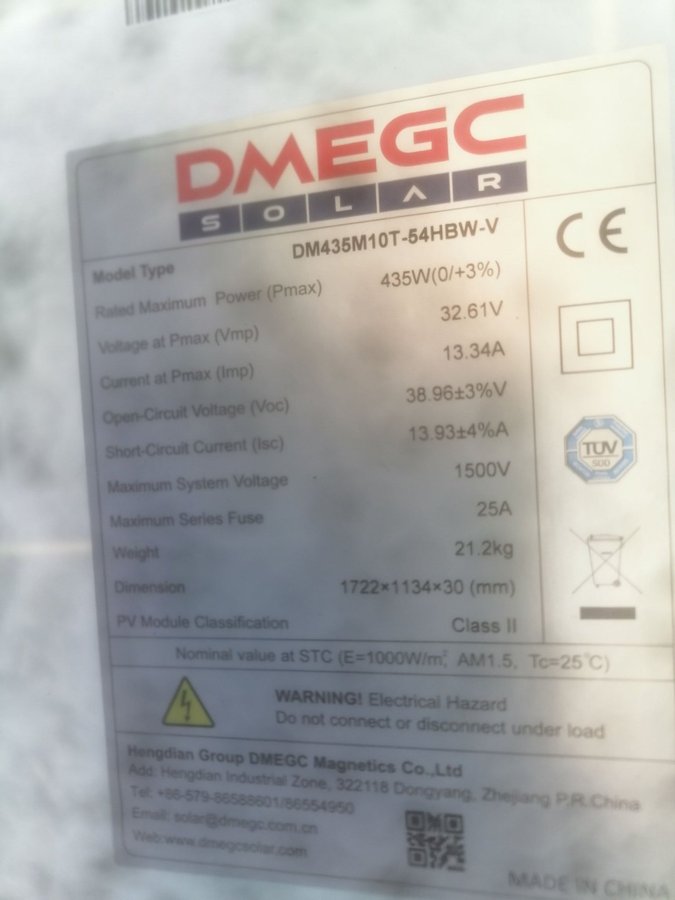 DMEGC
SOLAR
Model Type DM435M10T-54HBW-V
Rated Maximum Power (Pmax) 435W(0/+3%)
Voltage at Pmax (Vmp) 32.61V
Current at Pmax (Imp) 13.34A
Open-Circuit Voltage (Voc) 38.96±3%V
Short-Circuit Current (Isc) 13.93±4%A
Maximum System Voltage 1500V
Maximum Series Fuse 25A
Weight 21.2kg
Dimension 1722×1134×30 (mm)
PV Module Classification Class II
CE
TÜV
SÜD
Nominal value at STC (E=1000W/m², AM1.5, Tc=25℃)
WARNING! Electrical Hazard
Do not connect or disconnect under load
Hengdian Group DMEGC Magnetics Co.,Ltd
Add: Hengdian Industrial Zone, 322118 Dongyang, Zhejiang P.R.China
Tel: +86-579-86588601/86554950
Email: solar@dmegc.com.cn
Web:www.dmegcsolar.com
MADE IN CHINA